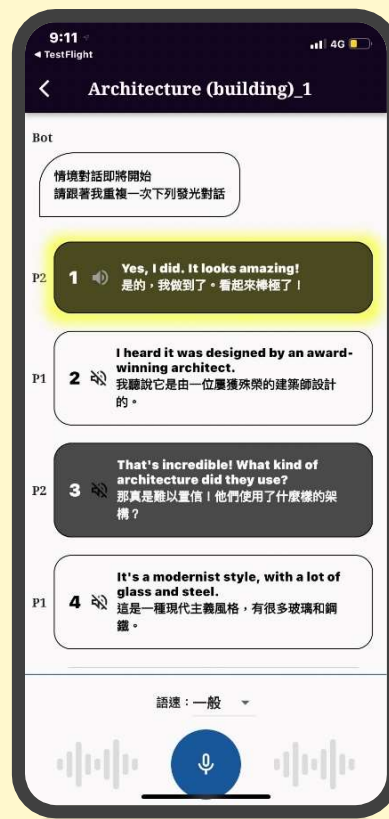 9:11
4G
◀ TestFlight
Architecture (building)_1
Bot
情境對話即將開始
請跟著我重複一次下列發光對話
P2
1
Yes, I did. It looks amazing!
是的，我做到了。看起來棒極了！
P1
2
I heard it was designed by an award-
winning architect.
我聽說它是由一位屢獲殊榮的建築師設計
的。
P2
3
That's incredible! What kind of
architecture did they use?
那真是難以置信！他們使用了什麼樣的架
構？
P1
4
It's a modernist style, with a lot of
glass and steel.
這是一種現代主義風格，有很多玻璃和鋼
鐵。
語速：一般